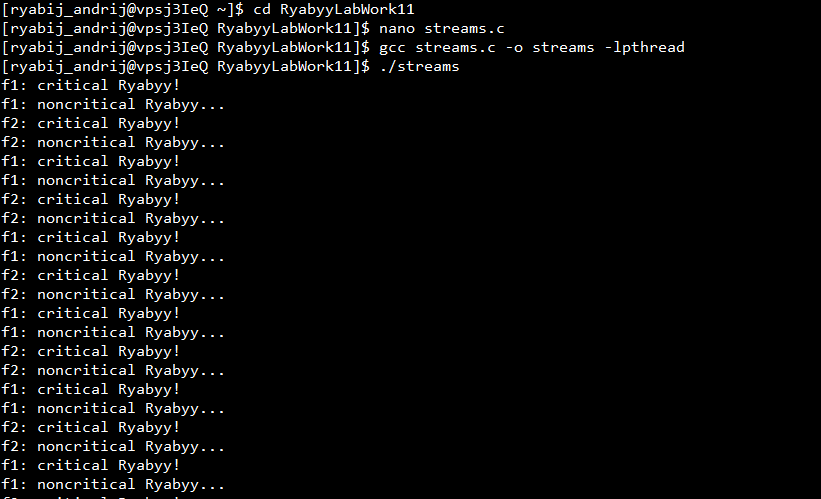 [ryabij_andrij@vpsj3IeQ ~]$ cd RyabyyLabWork11
[ryabij_andrij@vpsj3IeQ RyabyyLabWork11]$ nano streams.c
[ryabij_andrij@vpsj3IeQ RyabyyLabWork11]$ gcc streams.c -o streams -lpthread
[ryabij_andrij@vpsj3IeQ RyabyyLabWork11]$ ./streams
f1: critical Ryabyy!
f1: noncritical Ryabyy...
f2: critical Ryabyy!
f2: noncritical Ryabyy...
f1: critical Ryabyy!
f1: noncritical Ryabyy...
f2: critical Ryabyy!
f2: noncritical Ryabyy...
f1: critical Ryabyy!
f1: noncritical Ryabyy...
f2: critical Ryabyy!
f2: noncritical Ryabyy...
f1: critical Ryabyy!
f1: noncritical Ryabyy...
f2: critical Ryabyy!
f2: noncritical Ryabyy...
f1: critical Ryabyy!
f1: noncritical Ryabyy...
f2: critical Ryabyy!
f2: noncritical Ryabyy...
f1: critical Ryabyy!
f1: noncritical Ryabyy...